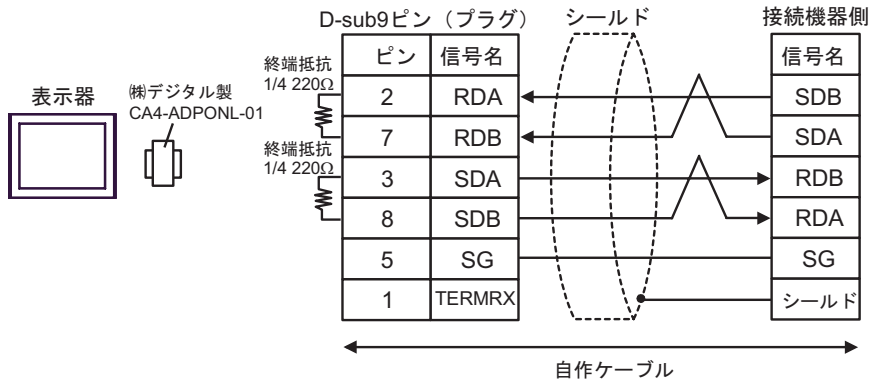 D-sub9ピン（プラグ）
シールド
接続機器側
表示器
㈱デジタル製
CA4-ADPONL-01
終端抵抗
1/4 220Ω
終端抵抗
1/4 220Ω
ピン 信号名 信号名
2 RDA SDB
7 RDB SDA
3 SDA RDB
8 SDB RDA
5 SG SG
1 TERMRX シールド
自作ケーブル